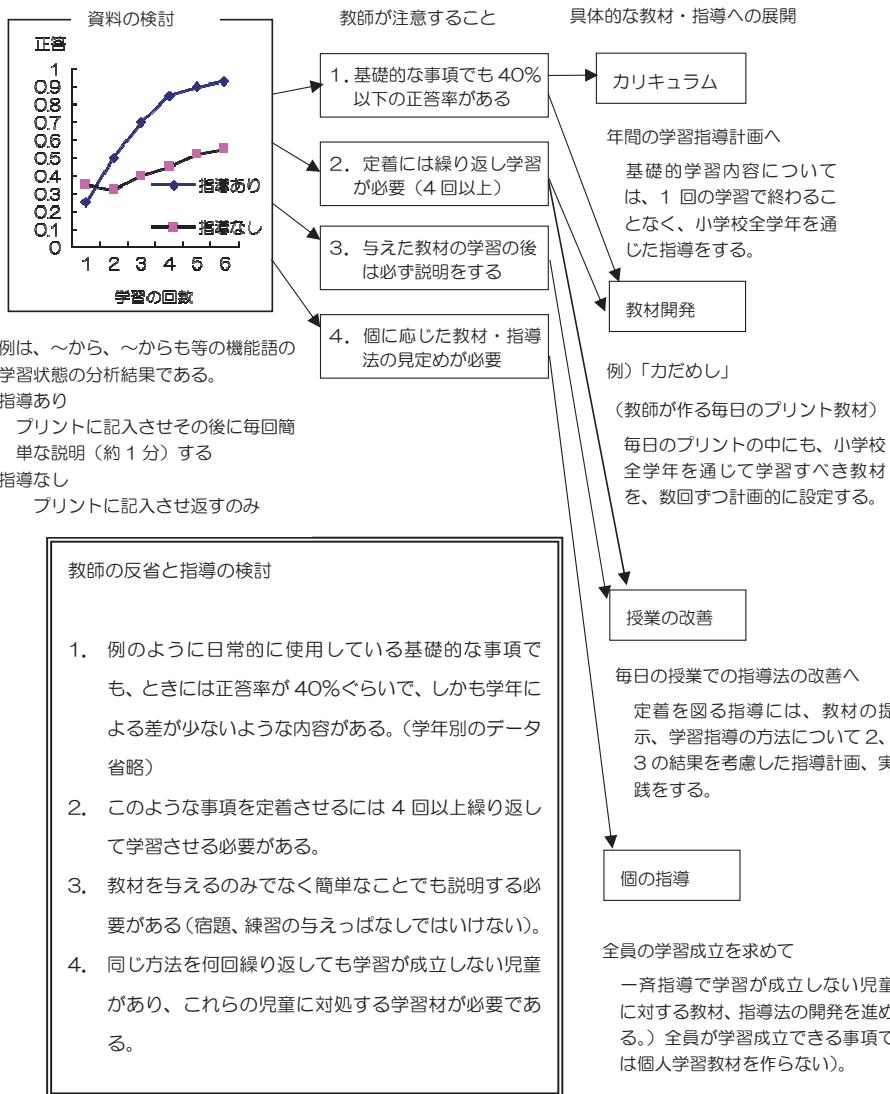 資料の検討
教師が注意すること
具体的な教材・指導への展開
正答
1
0.9
0.8
0.7
0.6
0.5
0.4
0.3
0.2
0.1
0
指導あり
指導なし
1 2 3 4 5 6
学習の回数
1. 基礎的な事項でも 40%
以下の正答率がある
2. 定着には繰り返し学習
が必要（4 回以上）
3. 与えた教材の学習の後
は必ず説明をする
4. 個に応じた教材・指導
法の見定めが必要
カリキュラム
年間の学習指導計画へ
基礎的学習内容について
は、1 回の学習で終わるこ
となく、小学校全学年を通
じた指導をする。
教材開発
例）「力だめし」
（教師が作る毎日のプリント教材）
毎日のプリントの中にも、小学校
全学年を通じて学習すべき教材
を、数回ずつ計画的に設定する。
授業の改善
毎日の授業での指導法の改善へ
定着を図る指導には、教材の提
示、学習指導の方法について 2、
3 の結果を考慮した指導計画、実
践をする。
個の指導
全員の学習成立を求めて
一斉指導で学習が成立しない児童
に対する教材、指導法の開発を進め
る。）全員が学習成立できる事項で
は個人学習教材を作らない）。
例は、～から、～からも等の機能語の
学習状態の分析結果である。
指導あり
プリントに記入させその後に毎回簡
単な説明（約 1 分）する
指導なし
プリントに記入させ返すのみ
教師の反省と指導の検討
1. 例のように日常的に使用している基礎的な事項で
も、ときには正答率が 40%ぐらいで、しかも学年に
よる差が少ないような内容がある。（学年別のデータ
省略）
2. このような事項を定着させるには 4 回以上繰り返し
て学習させる必要がある。
3. 教材を与えるのみでなく簡単なことでも説明する必
要がある（宿題、練習の与えっぱなしではいけない）。
4. 同じ方法を何回繰り返しても学習が成立しない児童
があり、これらの児童に対処する学習材が必要であ
る。